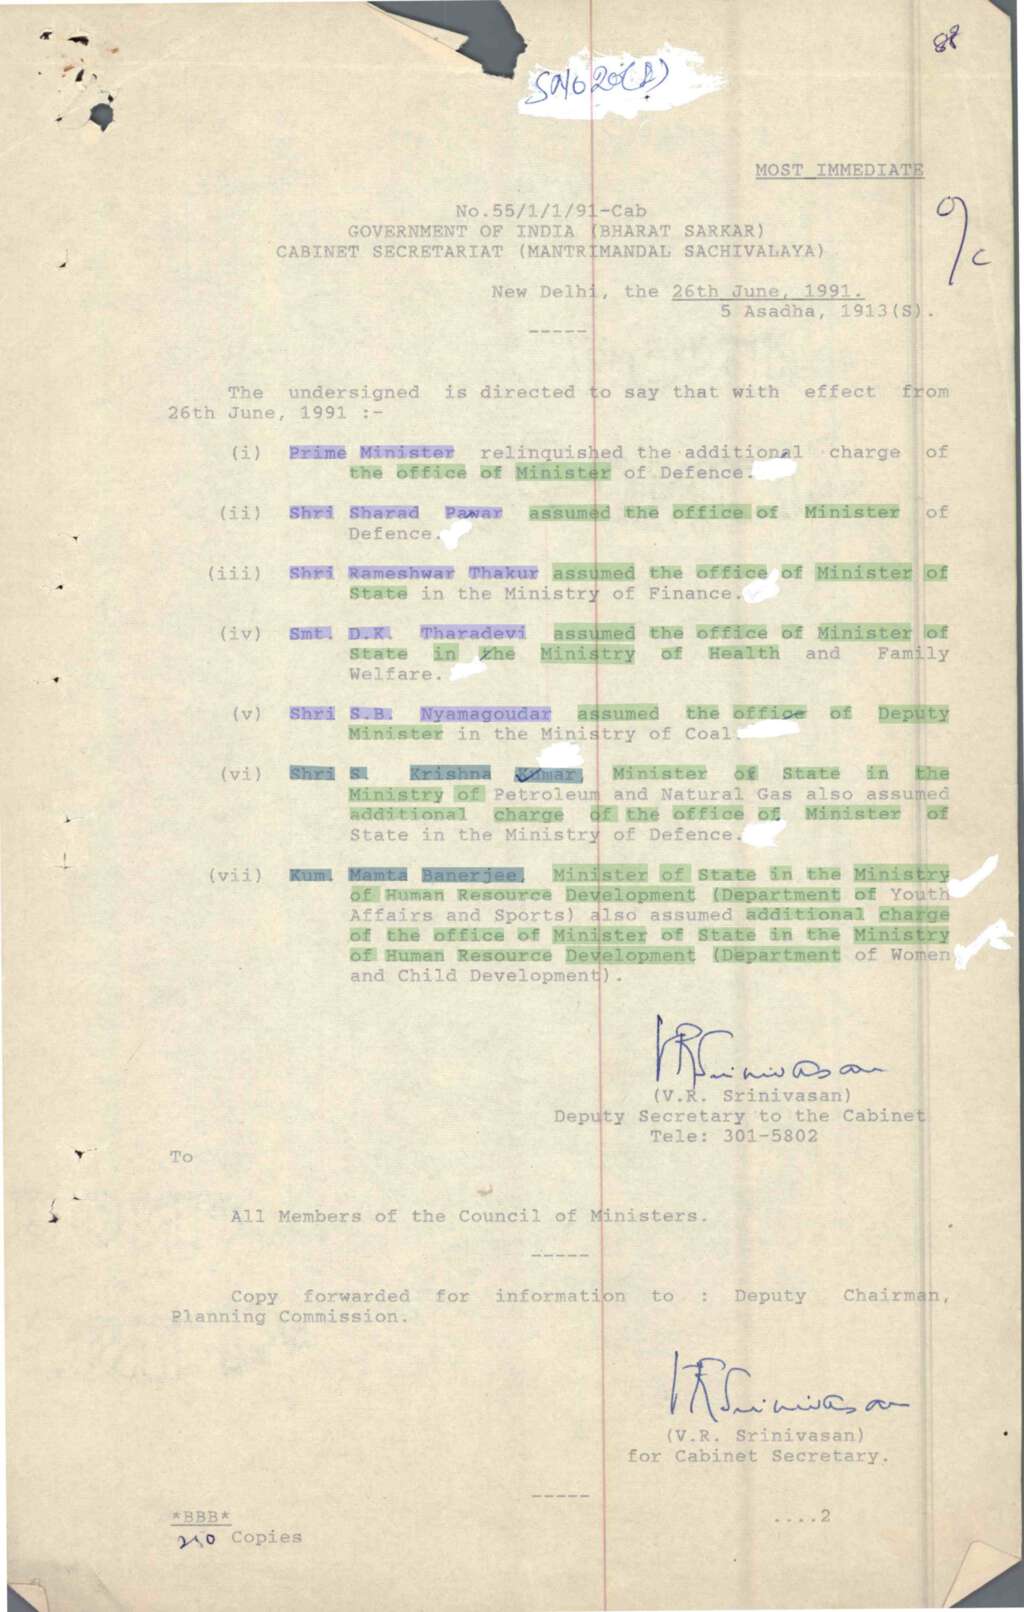 88
S.No 20(1)
MOST IMMEDIATE
No.55/1/1/91-Cab
GOVERNMENT OF INDIA (BHARAT SARKAR)
CABINET SECRETARIAT (MANTRIMANDAL SACHIVALAYA)
9/c
New Delhi, the 26th June, 1991.
5 Asadha, 1913(S).
-----
The undersigned is directed to say that with effect from
26th June, 1991 :-
(i) Prime Minister relinquished the additional charge of
the office of Minister of Defence.
(ii) Shri Sharad Pawar assumed the office of Minister of
Defence.
(iii) Shri Rameshwar Thakur assumed the office of Minister of
State in the Ministry of Finance.
(iv) Smt. D.K. Tharadevi assumed the office of Minister of
State in the Ministry of Health and Family
Welfare.
(v) Shri S.B. Nyamagoudar assumed the office of Deputy
Minister in the Ministry of Coal.
(vi) Shri S. Krishna Kumar, Minister of State in the
Ministry of Petroleum and Natural Gas also assumed
additional charge of the office of Minister of
State in the Ministry of Defence.
(vii) Kum. Mamta Banerjee, Minister of State in the Ministry
of Human Resource Development (Department of Youth
Affairs and Sports) also assumed additional charge
of the office of Minister of State in the Ministry
of Human Resource Development (Department of Women
and Child Development).
VRSrinivasan
(V.R. Srinivasan)
Deputy Secretary to the Cabinet
Tele: 301-5802
To
All Members of the Council of Ministers.
-----
Copy forwarded for information to : Deputy Chairman,
Planning Commission.
VRSrinivasan
(V.R. Srinivasan)
for Cabinet Secretary.
-----
*BBB*
....2
210 Copies